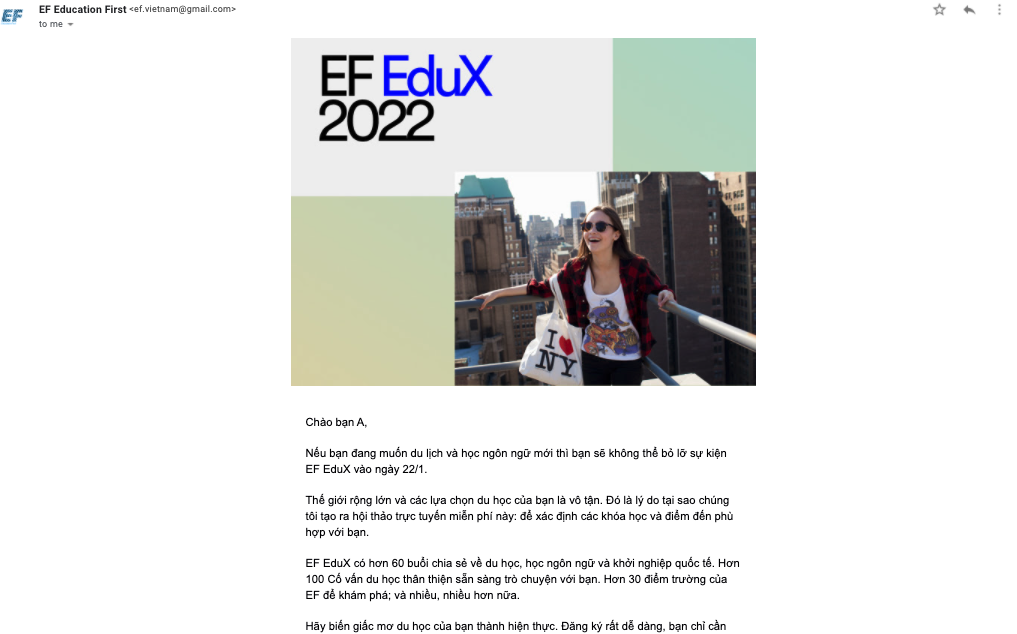 EF
EF Education First <ef.vietnam@gmail.com>
to me
EF EduX
2022
I ♥
NY
Chào bạn A,
Nếu bạn đang muốn du lịch và học ngôn ngữ mới thì bạn sẽ không thể bỏ lỡ sự kiện
EF EduX vào ngày 22/1.
Thế giới rộng lớn và các lựa chọn du học của bạn là vô tận. Đó là lý do tại sao chúng
tôi tạo ra hội thảo trực tuyến miễn phí này: để xác định các khóa học và điểm đến phù
hợp với bạn.
EF EduX có hơn 60 buổi chia sẻ về du học, học ngôn ngữ và khởi nghiệp quốc tế. Hơn
100 Cố vấn du học thân thiện sẵn sàng trò chuyện với bạn. Hơn 30 điểm trường của
EF để khám phá; và nhiều, nhiều hơn nữa.
Hãy biến giấc mơ du học của bạn thành hiện thực. Đăng ký rất dễ dàng, bạn chỉ cần